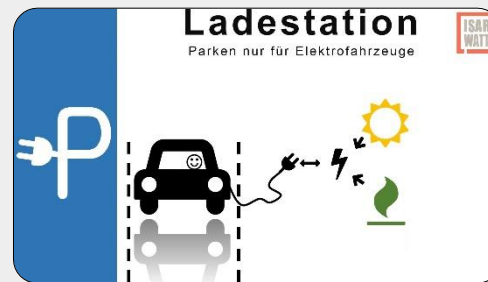 Ladestation
Parken nur für Elektrofahrzeuge
ISAR
WATT
P